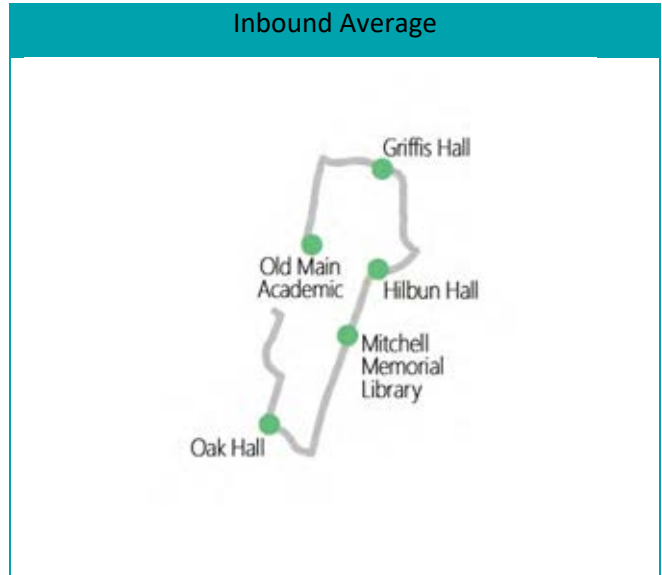 Inbound Average
Griffis Hall
Old Main
Academic
Hilbun Hall
Mitchell
Memorial
Library
Oak Hall